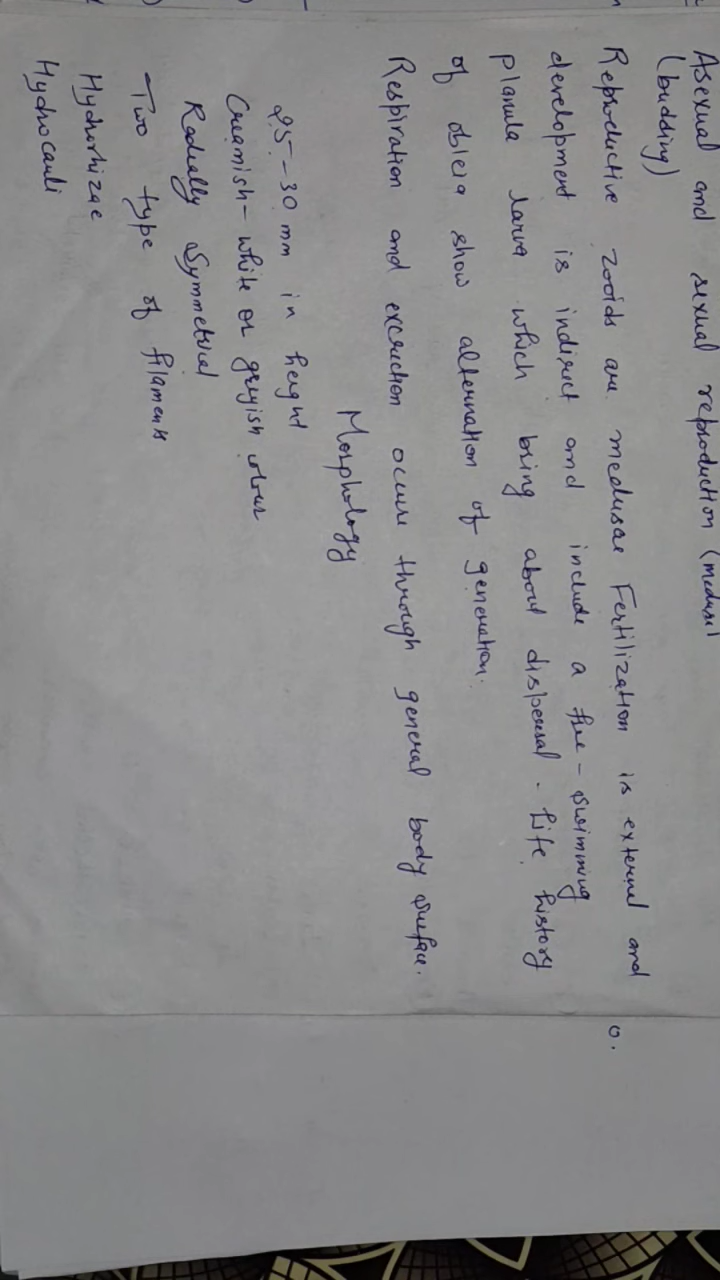 Asexual and sexual reproduction (medusa)
(budding)
Reproductive zooids are medusae Fertilization is external and
development is indirect and include a free-swimming
planula larva which bring about dispersal. Life history
of obleia show alternation of generation.
Respiration and excruction occure through general body surface.
Morphology
25-30 mm in height
Creamish-white or greyish colour
Radially Symmetrical
Two type of filaments
Hydrorhizae
Hydrocauli